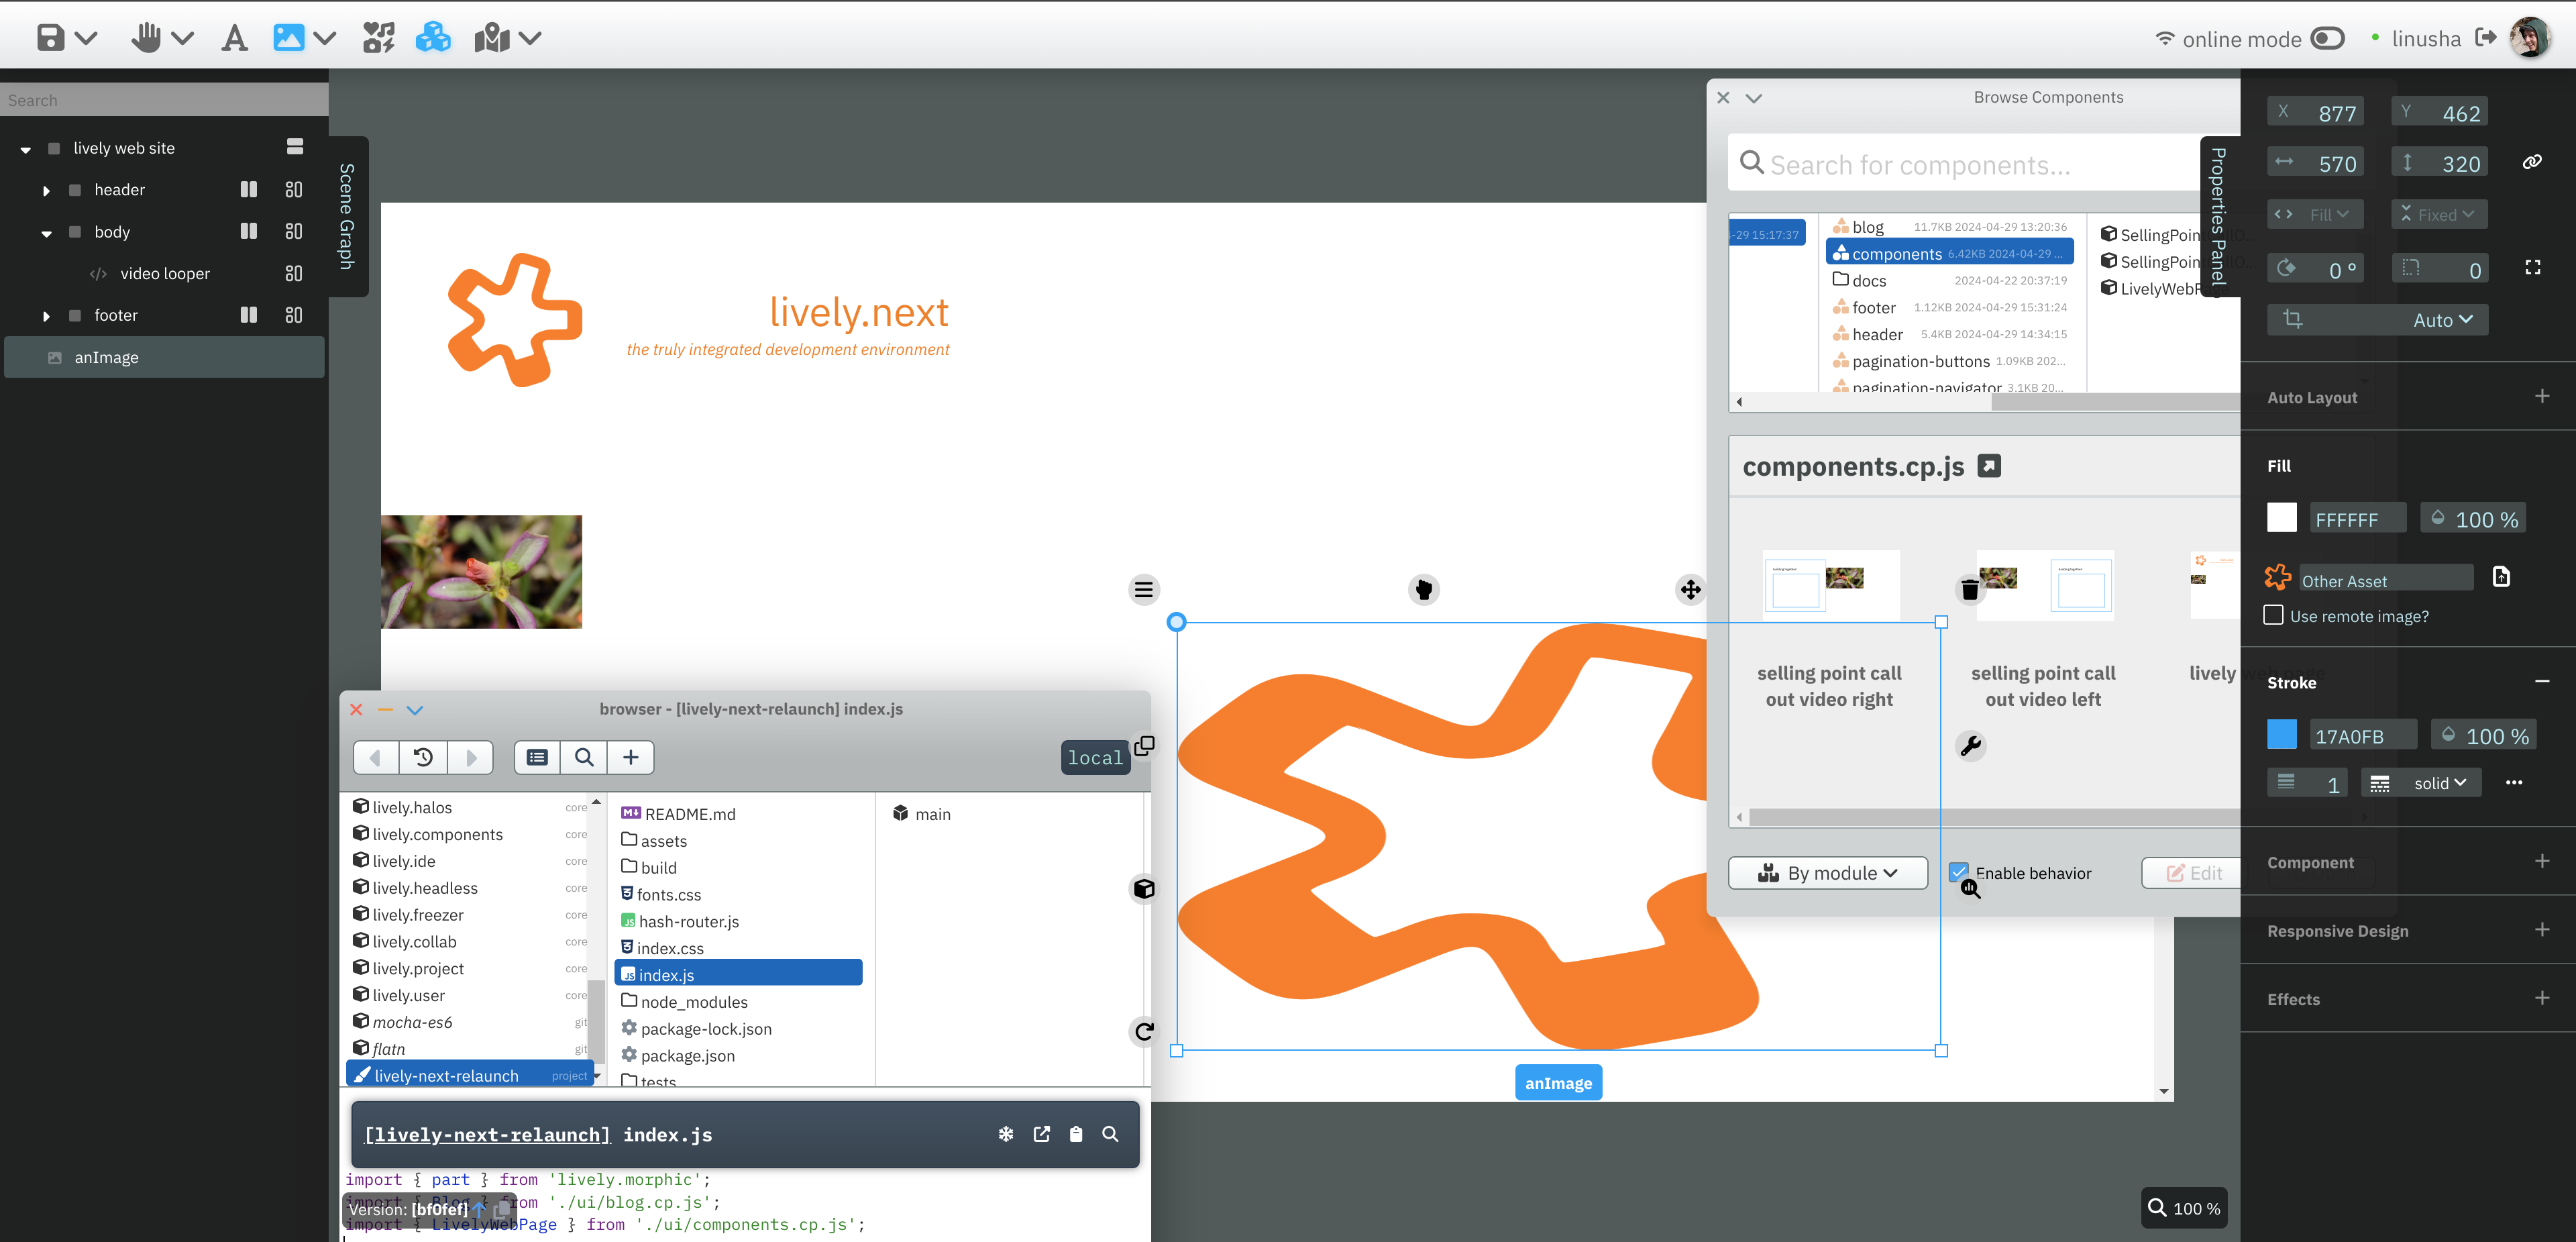 online mode
linusha
Search
lively web site
header
body
</> video looper
footer
anImage
Scene Graph
lively.next
the truly integrated development environment
Browse Components
Search for components...
-29 15:17:37
blog 11.7KB 2024-04-29 13:20:36
components 6.42KB 2024-04-29 ...
docs 2024-04-22 20:37:19
footer 1.12KB 2024-04-29 15:31:24
header 5.4KB 2024-04-29 14:34:15
pagination-buttons 1.09KB 202...
pagination-navigator 3.1KB 20...
SellingPoin
SellingPoin
LivelyWebP
components.cp.js
selling point call
out video right
selling point call
out video left
lively web page
By module
Enable behavior
Edit
Properties Panel
X 877 Y 462
570 320
Fill Fixed
0 ° 0
Auto
Auto Layout
Fill
FFFFFF 100 %
Other Asset
Use remote image?
Stroke
17A0FB 100 %
1 solid
Component
Responsive Design
Effects
anImage
100 %
browser - [lively-next-relaunch] index.js
local
lively.halos core
lively.components core
lively.ide core
lively.headless core
lively.freezer core
lively.collab core
lively.project core
lively.user core
mocha-es6 git
flatn git
lively-next-relaunch project
README.md
assets
build
fonts.css
hash-router.js
index.css
index.js
node_modules
package-lock.json
package.json
tests
main
[lively-next-relaunch] index.js
import { part } from 'lively.morphic';
import { Blog } from './ui/blog.cp.js';
import { LivelyWebPage } from './ui/components.cp.js';
Version: [bf0fef]